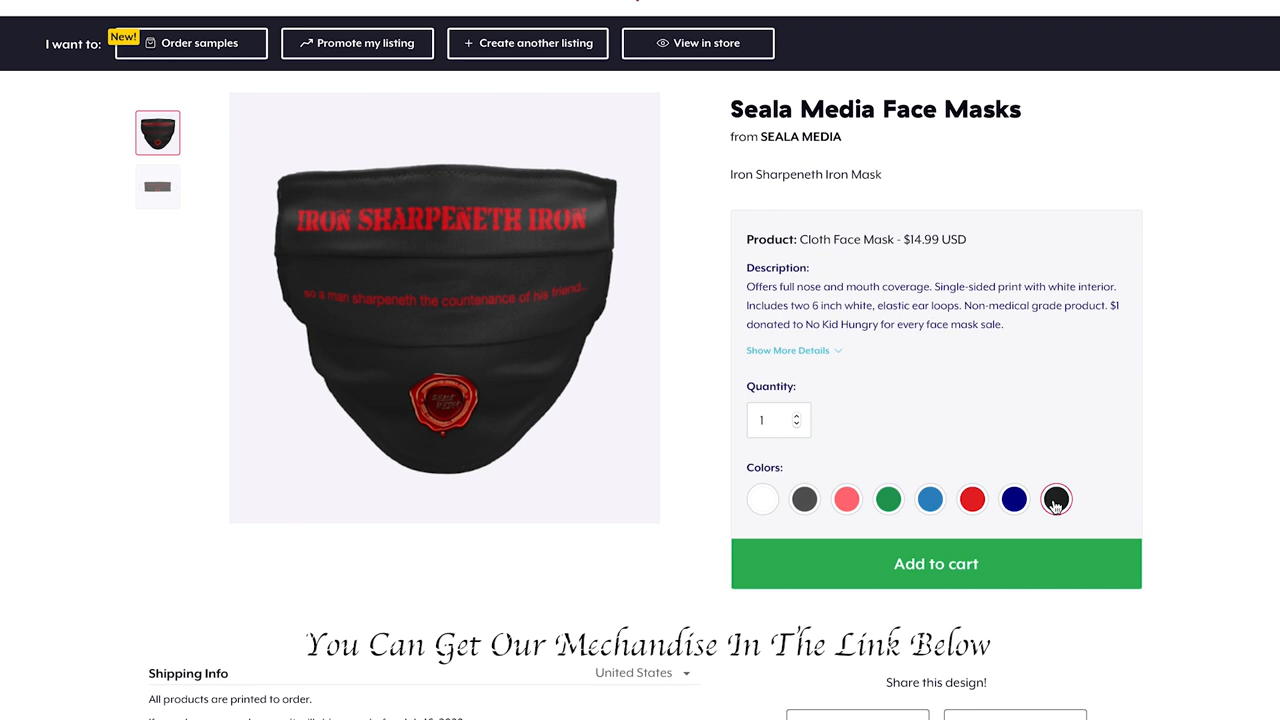 I want to:
New!
Order samples
Promote my listing
Create another listing
View in store
Seala Media Face Masks
from SEALA MEDIA
Iron Sharpeneth Iron Mask
IRON SHARPENETH IRON
so a man sharpeneth the countenance of his friend...
SEALA
MEDIA
Product: Cloth Face Mask - $14.99 USD
Description:
Offers full nose and mouth coverage. Single-sided print with white interior.
Includes two 6 inch white, elastic ear loops. Non-medical grade product. $1
donated to No Kid Hungry for every face mask sale.
Show More Details
Quantity:
1
Colors:
Add to cart
You Can Get Our Mechandise In The Link Below
Shipping Info
United States
All products are printed to order.
Share this design!